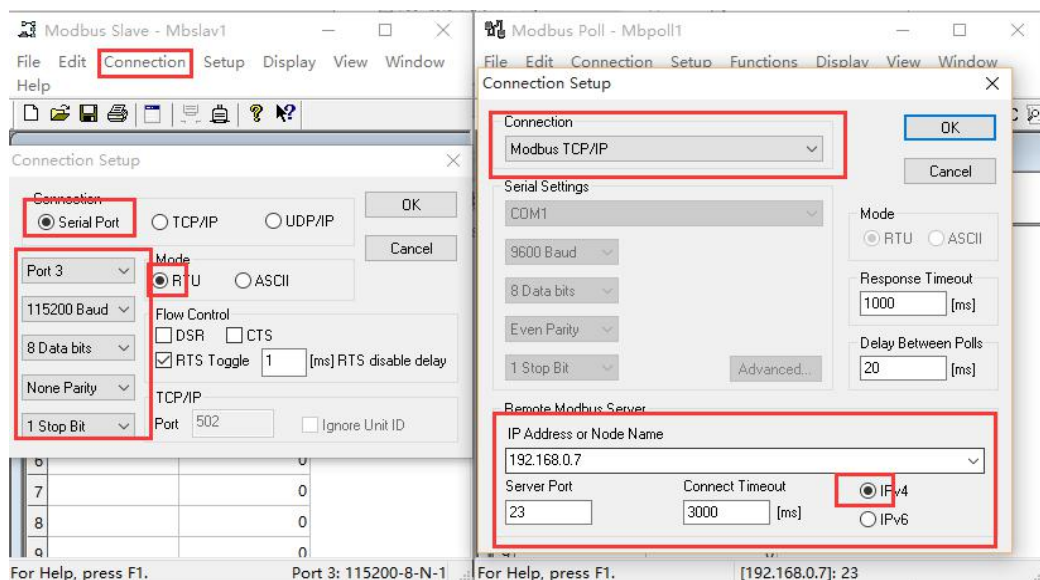 Modbus Slave - Mbslav1
File Edit Connection Setup Display View Window
Help
Connection Setup
Connection
Serial Port
TCP/IP
UDP/IP
OK
Cancel
Port 3
115200 Baud
8 Data bits
None Parity
1 Stop Bit
Mode
RTU
ASCII
Flow Control
DSR
CTS
RTS Toggle
1
[ms] RTS disable delay
TCP/IP
Port
502
Ignore Unit ID
6 0
7 0
8 0
9 0
For Help, press F1.
Port 3: 115200-8-N-1
Modbus Poll - Mbpoll1
File Edit Connection Setup Functions Display View Window
Connection Setup
Connection
Modbus TCP/IP
OK
Cancel
Serial Settings
COM1
9600 Baud
8 Data bits
Even Parity
1 Stop Bit
Advanced...
Mode
RTU
ASCII
Response Timeout
1000
[ms]
Delay Between Polls
20
[ms]
Remote Modbus Server
IP Address or Node Name
192.168.0.7
Server Port
23
Connect Timeout
3000
[ms]
IPv4
IPv6
For Help, press F1.
[192.168.0.7]: 23